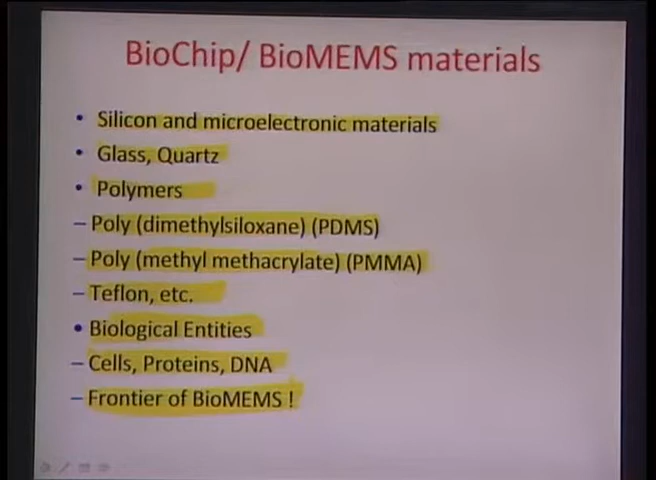 BioChip/ BioMEMS materials
• Silicon and microelectronic materials
• Glass, Quartz
• Polymers
– Poly (dimethylsiloxane) (PDMS)
– Poly (methyl methacrylate) (PMMA)
– Teflon, etc.
• Biological Entities
– Cells, Proteins, DNA
– Frontier of BioMEMS !